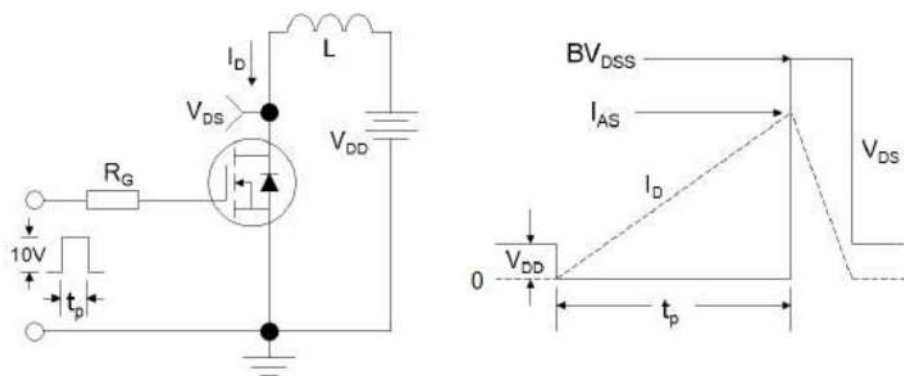 L
I_D
V_DS
V_DD
R_G
10V
t_p
BV_DSS
I_AS
V_DS
I_D
V_DD
0
t_p